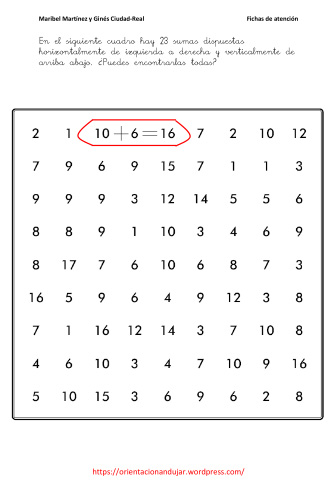 Maribel Martínez y Ginés Ciudad-Real Fichas de atención
En el siguiente cuadro hay 23 sumas dispuestas
horizontalmente de izquierda a derecha y verticalmente de
arriba abajo. ¿Puedes encontrarlas todas?
2 1 10 + 6 = 16 7 2 10 12
7 9 6 9 15 7 1 1 3
9 9 9 3 12 14 5 5 6
8 8 9 1 10 3 4 6 9
8 17 7 6 10 6 8 7 3
16 5 9 6 4 9 12 3 8
7 1 16 12 14 3 7 10 8
4 6 10 3 4 7 10 9 16
5 10 15 3 6 9 6 2 8
https://orientacionandujar.wordpress.com/